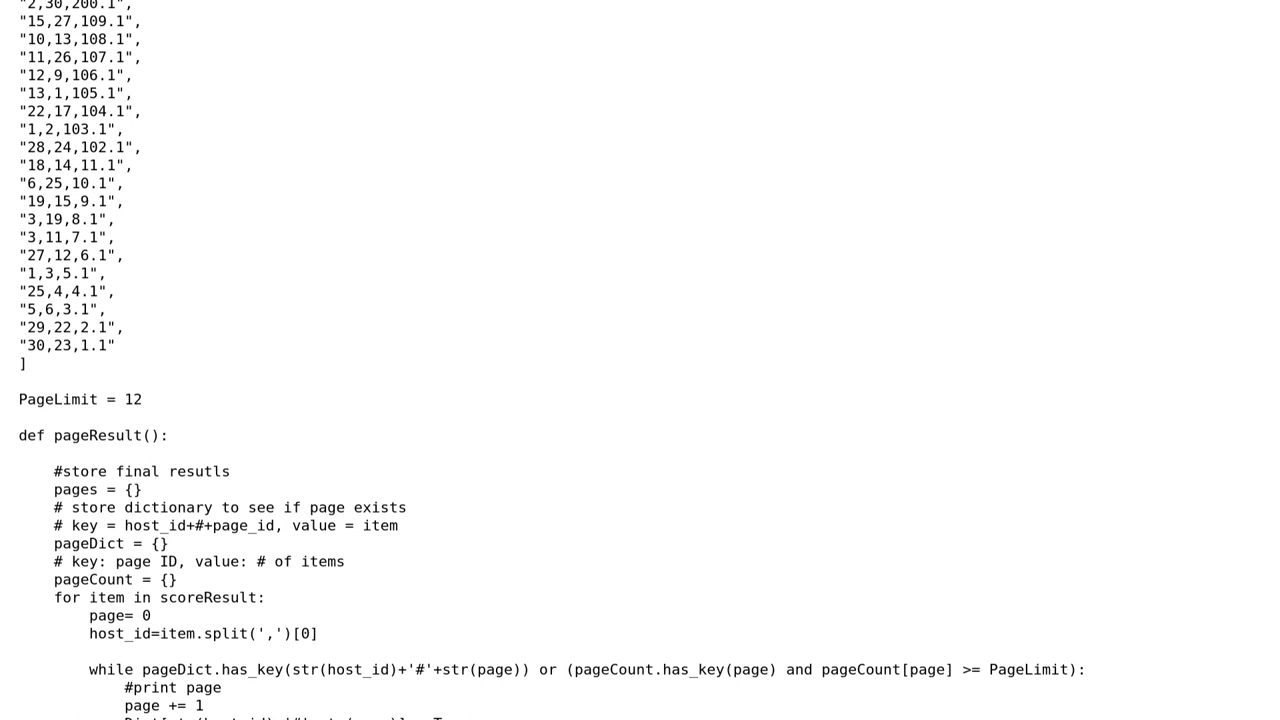 "2,30,200.1",
"15,27,109.1",
"10,13,108.1",
"11,26,107.1",
"12,9,106.1",
"13,1,105.1",
"22,17,104.1",
"1,2,103.1",
"28,24,102.1",
"18,14,11.1",
"6,25,10.1",
"19,15,9.1",
"3,19,8.1",
"3,11,7.1",
"27,12,6.1",
"1,3,5.1",
"25,4,4.1",
"5,6,3.1",
"29,22,2.1",
"30,23,1.1"
]
PageLimit = 12
def pageResult():
#store final resutls
pages = {}
# store dictionary to see if page exists
# key = host_id+#+page_id, value = item
pageDict = {}
# key: page ID, value: # of items
pageCount = {}
for item in scoreResult:
page= 0
host_id=item.split(',')[0]
while pageDict.has_key(str(host_id)+'#'+str(page)) or (pageCount.has_key(page) and pageCount[page] >= PageLimit):
#print page
page += 1